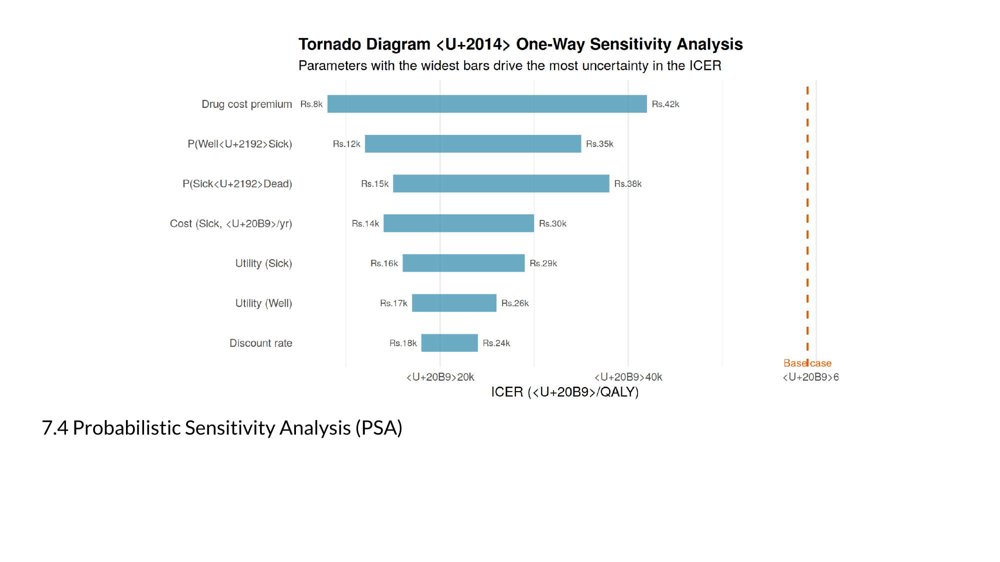 Tornado Diagram <U+2014> One-Way Sensitivity Analysis
Parameters with the widest bars drive the most uncertainty in the ICER
Drug cost premium Rs.8k Rs.42k
P(Well<U+2192>Sick) Rs.12k Rs.35k
P(Sick<U+2192>Dead) Rs.15k Rs.38k
Cost (Sick, <U+20B9>/yr) Rs.14k Rs.30k
Utility (Sick) Rs.16k Rs.29k
Utility (Well) Rs.17k Rs.26k
Discount rate Rs.18k Rs.24k
Base case
<U+20B9>20k <U+20B9>40k <U+20B9>6
ICER (<U+20B9>/QALY)
7.4 Probabilistic Sensitivity Analysis (PSA)